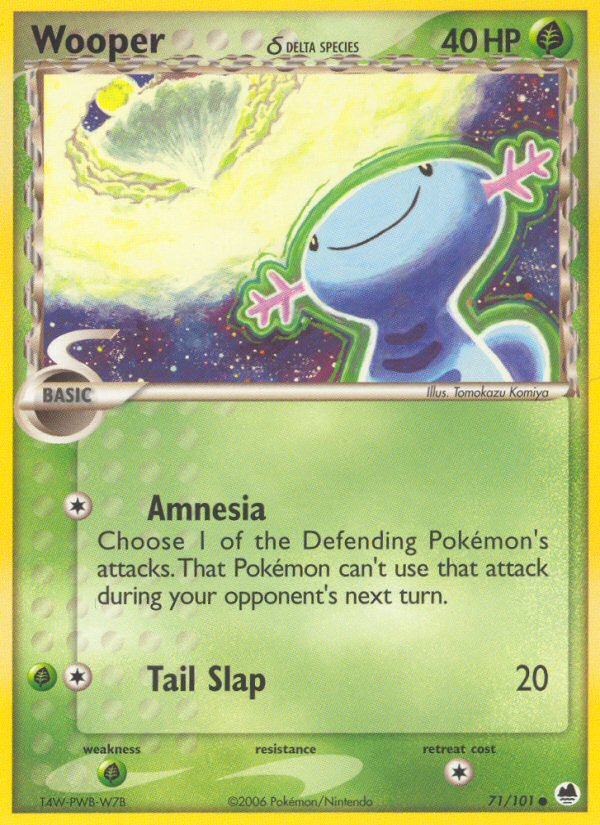 Wooper
δ DELTA SPECIES
40 HP
BASIC
Illus. Tomokazu Komiya
Amnesia
Choose 1 of the Defending Pokémon's
attacks. That Pokémon can't use that attack
during your opponent's next turn.
Tail Slap 20
weakness resistance retreat cost
T4W-PWB-W7B ©2006 Pokémon/Nintendo 71/101 ●